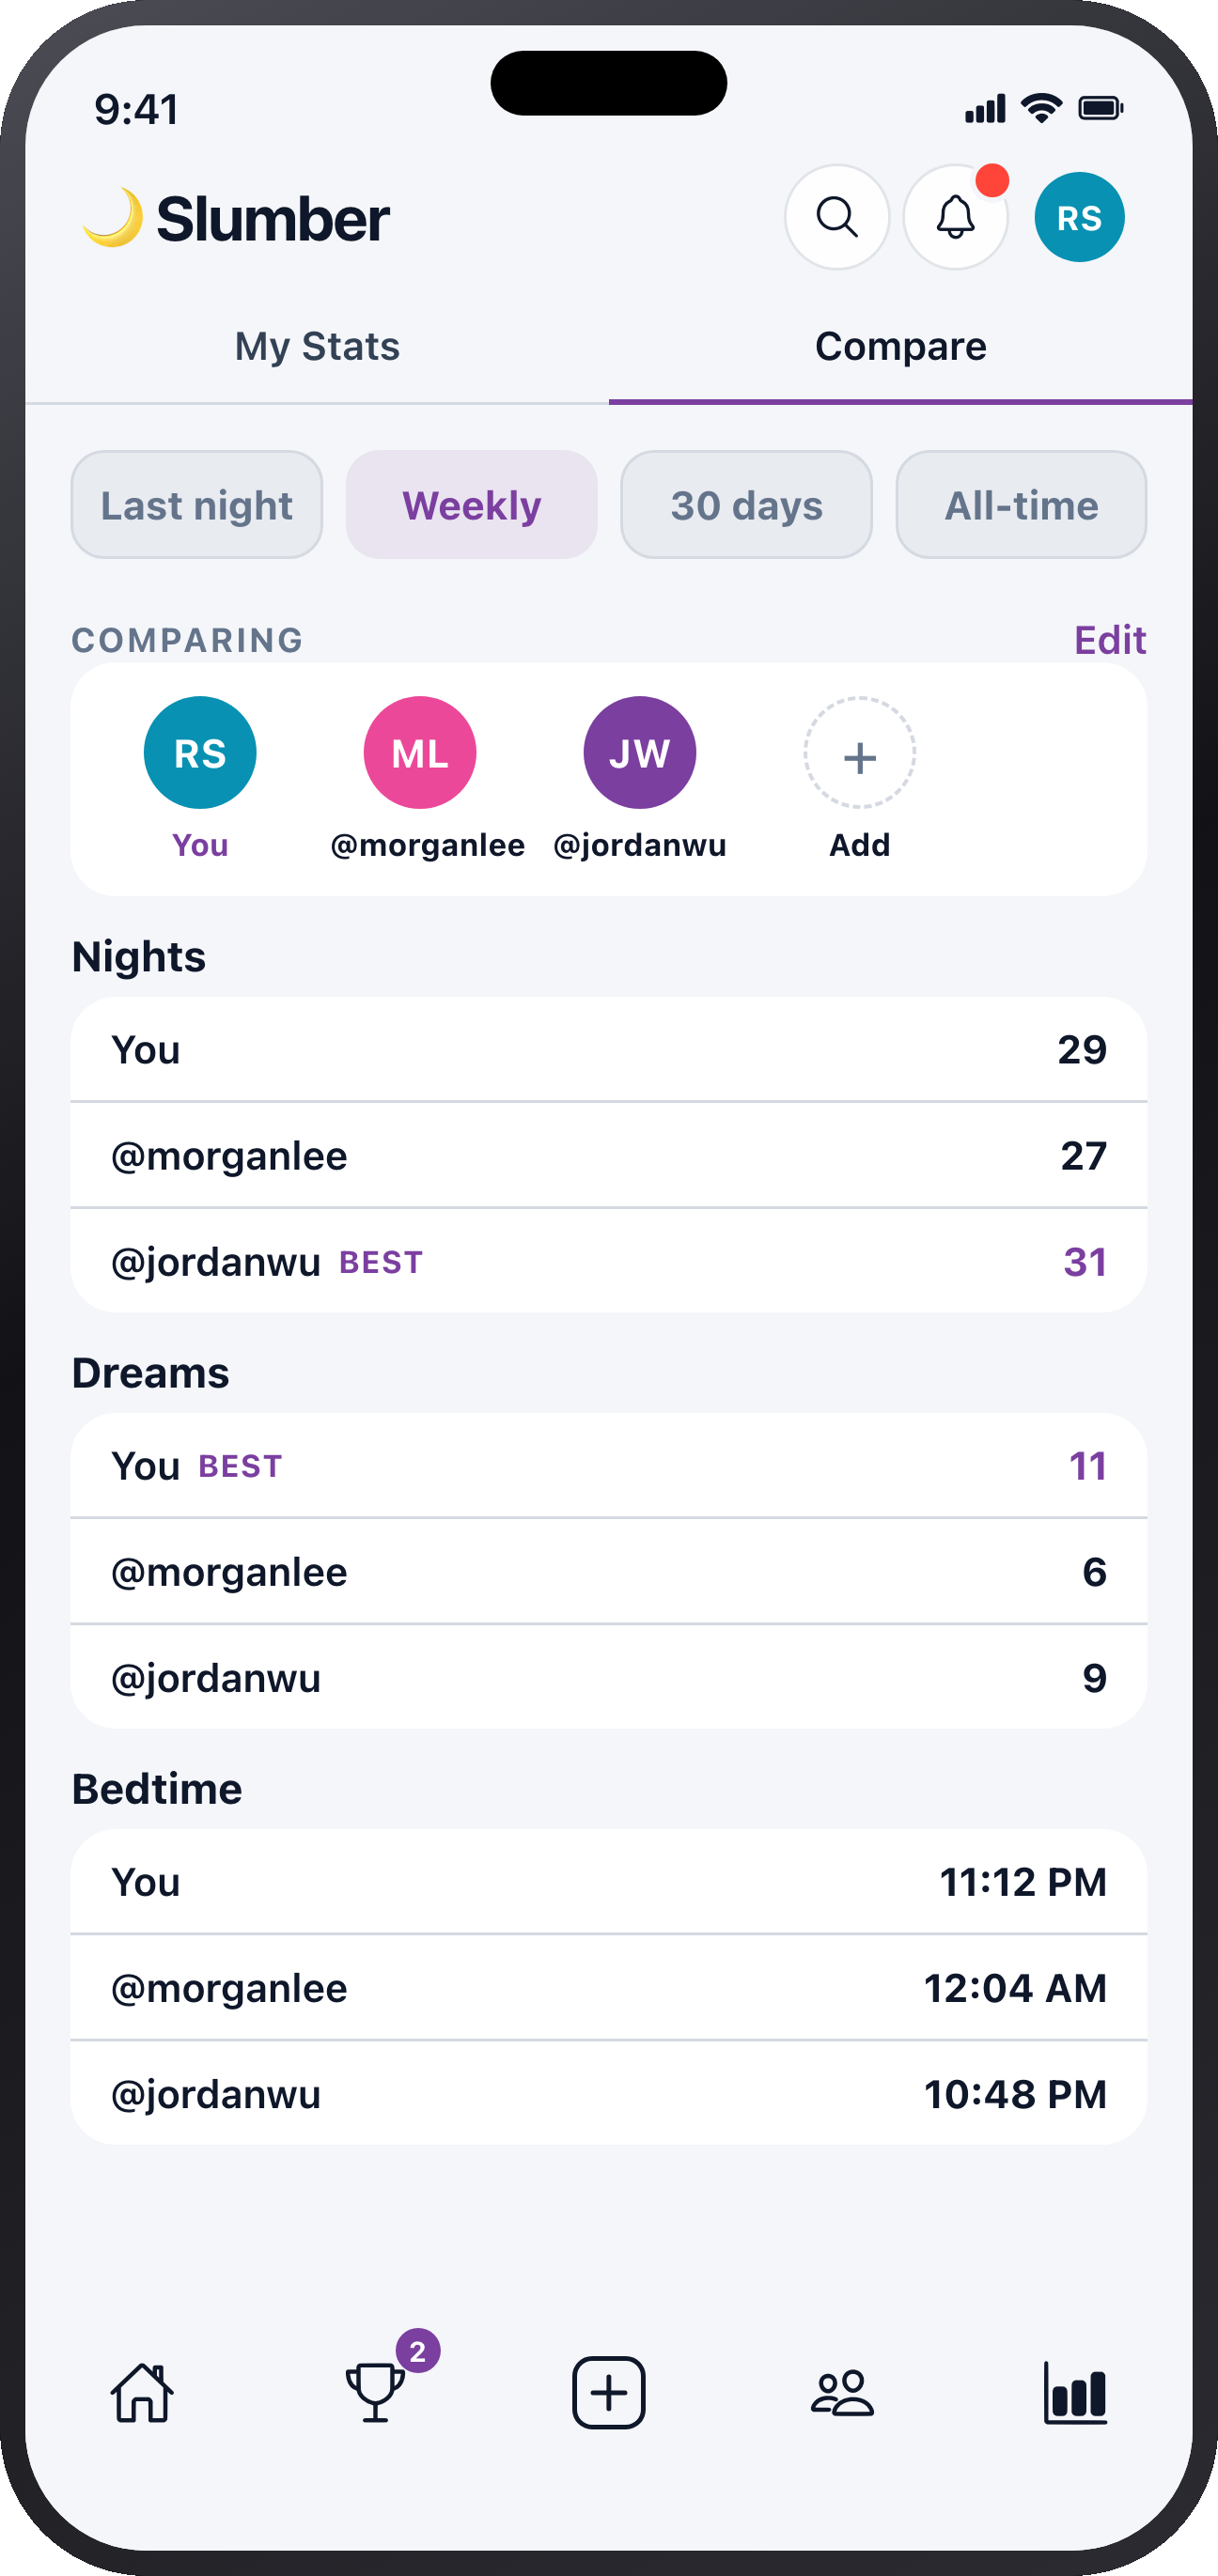 9:41
Slumber
RS
My Stats
Compare
Last night
Weekly
30 days
All-time
COMPARING
Edit
RS
ML
JW
+
You
@morganlee
@jordanwu
Add
Nights
You
29
@morganlee
27
@jordanwu BEST
31
Dreams
You BEST
11
@morganlee
6
@jordanwu
9
Bedtime
You
11:12 PM
@morganlee
12:04 AM
@jordanwu
10:48 PM
2